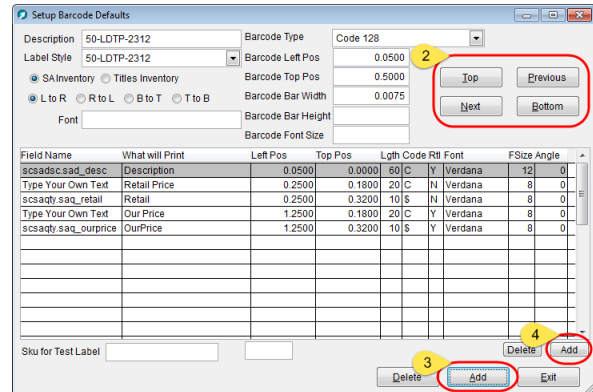 Setup Barcode Defaults
Description 50-LDTP-2312 Barcode Type Code 128
Label Style 50-LDTP-2312 Barcode Left Pos 0.0500 2
SA Inventory Titles Inventory Barcode Top Pos 0.5000 Top Previous
L to R R to L B to T T to B Barcode Bar Width 0.0075
Font Barcode Bar Height Next Bottom
Barcode Font Size
Field Name What will Print Left Pos Top Pos Lgth Code Rtl Font FSize Angle
scsadsc.sad_desc Description 0.0500 0.0000 60 C Y Verdana 12 0
Type Your Own Text Retail Price 0.2500 0.1800 20 C N Verdana 8 0
scsaqty.saq_retail Retail 0.2500 0.3200 10 $ N Verdana 8 0
Type Your Own Text Our Price 1.2500 0.1800 20 C Y Verdana 8 0
scsaqty.saq_ourprice OurPrice 1.2500 0.3200 10 $ Y Verdana 8 0
4
Sku for Test Label Delete Add
3
Delete Add Exit